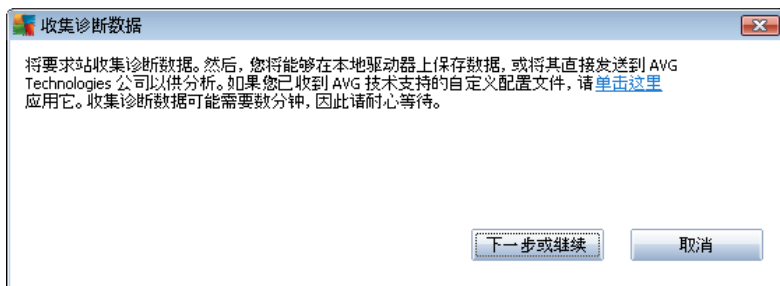 收集诊断数据
将要求站收集诊断数据。然后，您将能够在本地驱动器上保存数据，或将其直接发送到 AVG
Technologies 公司以供分析。如果您已收到 AVG 技术支持的自定义配置文件，请单击这里
应用它。收集诊断数据可能需要数分钟，因此请耐心等待。
下一步或继续
取消